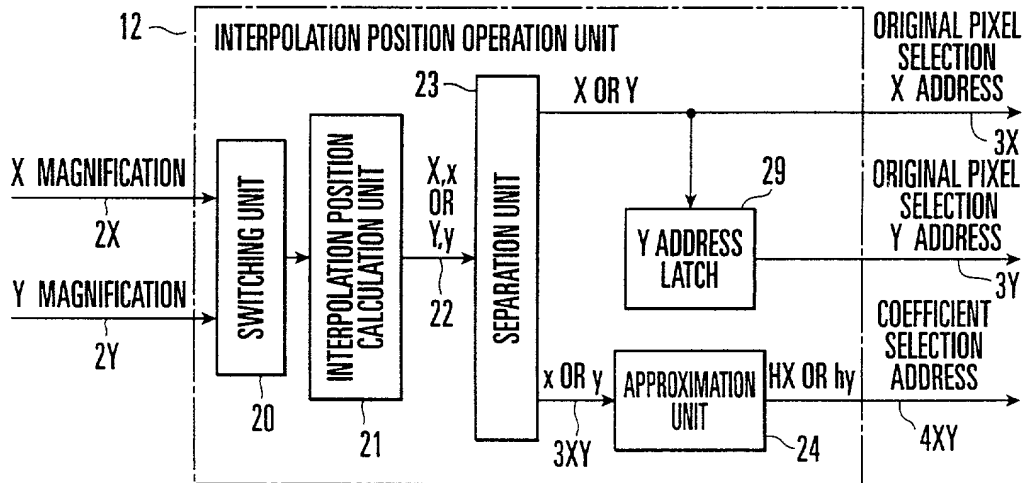 12
INTERPOLATION POSITION OPERATION UNIT
ORIGINAL PIXEL
SELECTION
X ADDRESS
3X
23
X OR Y
X MAGNIFICATION
2X
Y MAGNIFICATION
2Y
SWITCHING UNIT
20
INTERPOLATION POSITION
CALCULATION UNIT
21
X,x
OR
Y,y
22
SEPARATION UNIT
29
Y ADDRESS
LATCH
ORIGINAL PIXEL
SELECTION
Y ADDRESS
3Y
x OR y
3XY
APPROXIMATION
UNIT
24
HX OR hy
COEFFICIENT
SELECTION
ADDRESS
4XY